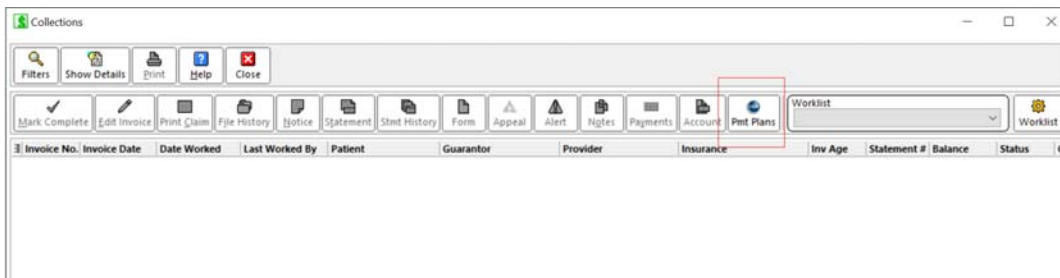 Collections
Filters Show Details Print Help Close
Mark Complete Edit Invoice Print Claim File History Notice Statement Stmt History Form Appeal Alert Notes Payments Account Pmt Plans Worklist Worklist
Invoice No. Invoice Date Date Worked Last Worked By Patient Guarantor Provider Insurance Inv Age Statement # Balance Status